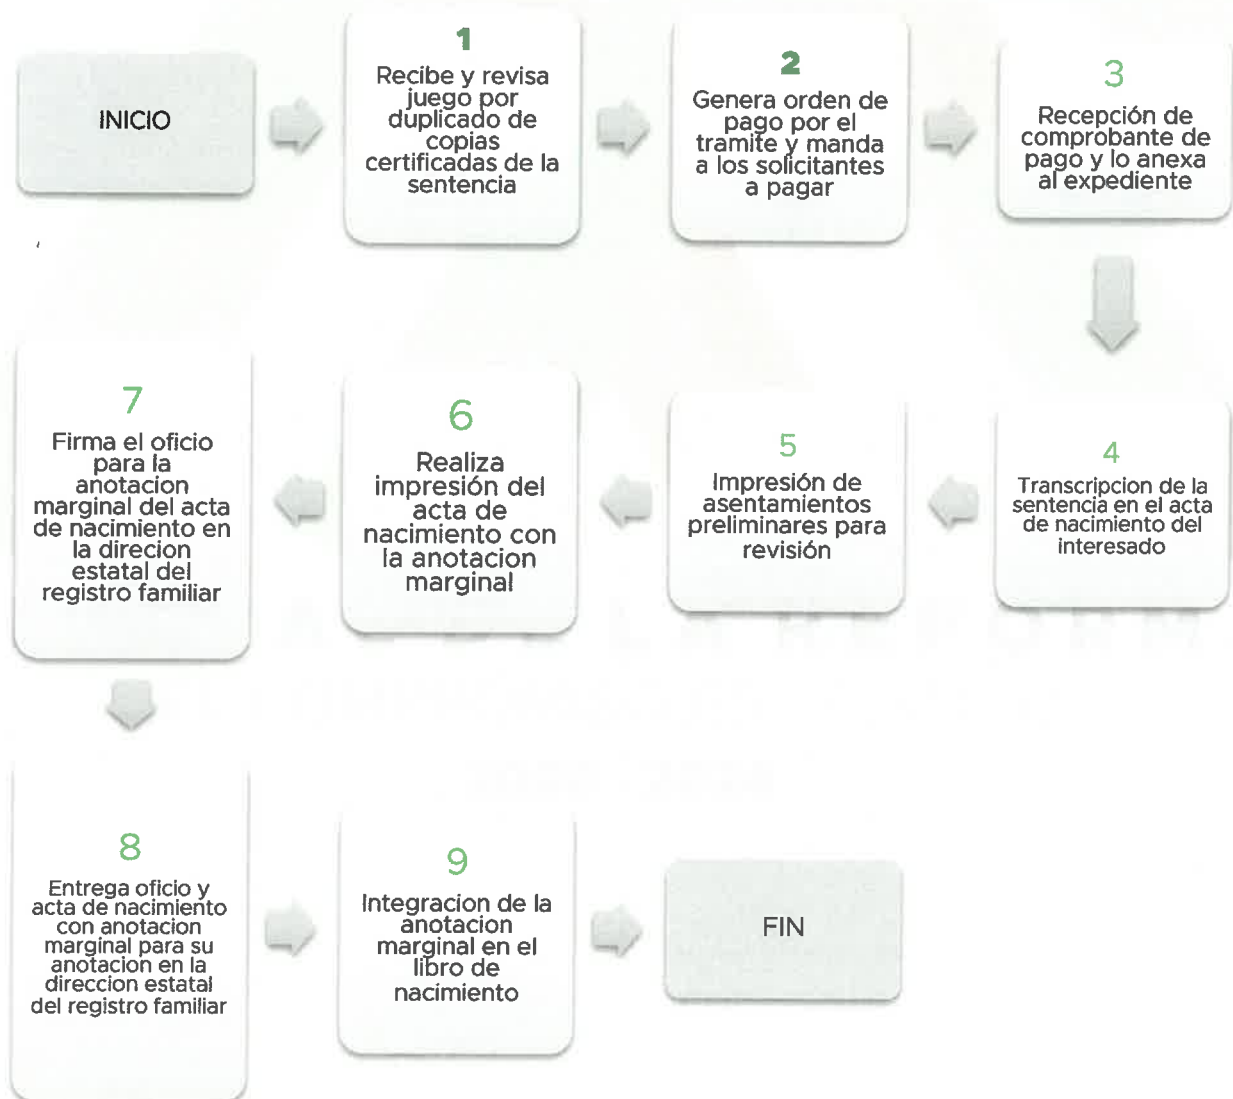 INICIO
1
Recibe y revisa
juego por
duplicado de
copias
certificadas de la
sentencia
2
Genera orden de
pago por el
tramite y manda
a los solicitantes
a pagar
3
Recepción de
comprobante de
pago y lo anexa
al expediente
4
Transcripcion de la
sentencia en el acta
de nacimiento del
interesado
5
Impresión de
asentamientos
preliminares para
revisión
6
Realiza
impresión del
acta de
nacimiento con
la anotacion
marginal
7
Firma el oficio
para la
anotacion
marginal del acta
de nacimiento en
la direcion
estatal del
registro familiar
8
Entrega oficio y
acta de nacimiento
con anotacion
marginal para su
anotacion en la
direccion estatal
del registro familiar
9
Integracion de la
anotacion
marginal en el
libro de
nacimiento
FIN